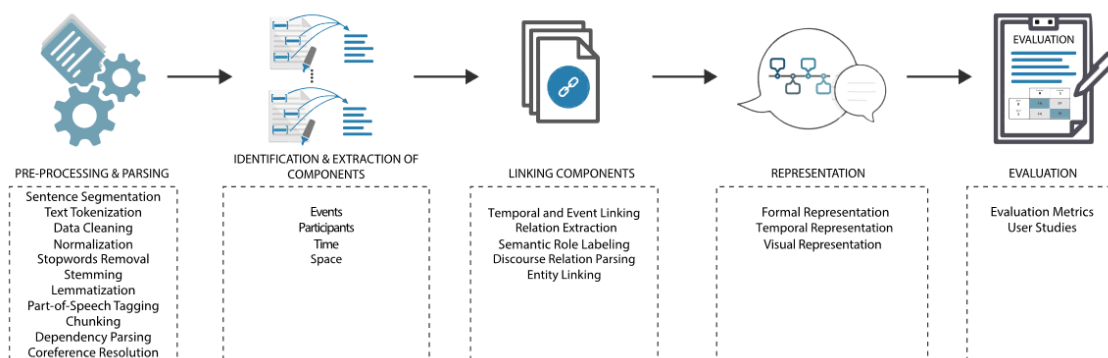 EVALUATION
PRE-PROCESSING & PARSING
Sentence Segmentation
Text Tokenization
Data Cleaning
Normalization
Stopwords Removal
Stemming
Lemmatization
Part-of-Speech Tagging
Chunking
Dependency Parsing
Coreference Resolution
IDENTIFICATION & EXTRACTION OF
COMPONENTS
Events
Participants
Time
Space
LINKING COMPONENTS
Temporal and Event Linking
Relation Extraction
Semantic Role Labeling
Discourse Relation Parsing
Entity Linking
REPRESENTATION
Formal Representation
Temporal Representation
Visual Representation
EVALUATION
Evaluation Metrics
User Studies